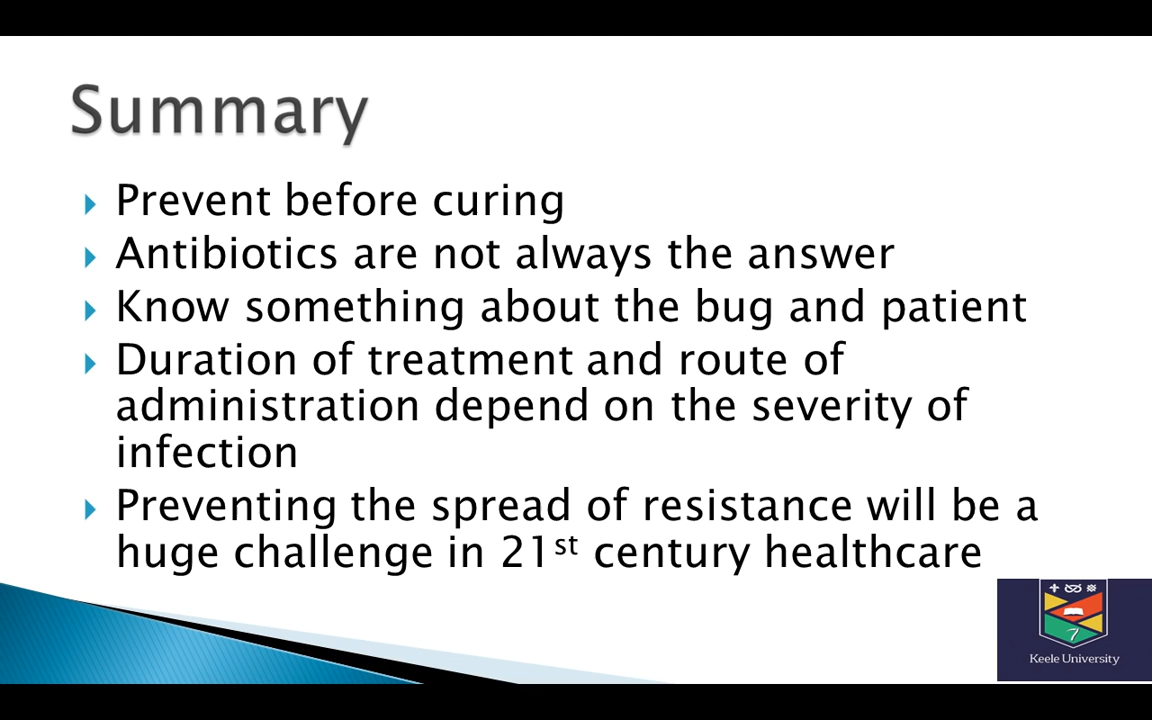 Summary
Prevent before curing
Antibiotics are not always the answer
Know something about the bug and patient
Duration of treatment and route of
administration depend on the severity of
infection
Preventing the spread of resistance will be a
huge challenge in 21st century healthcare
Keele University